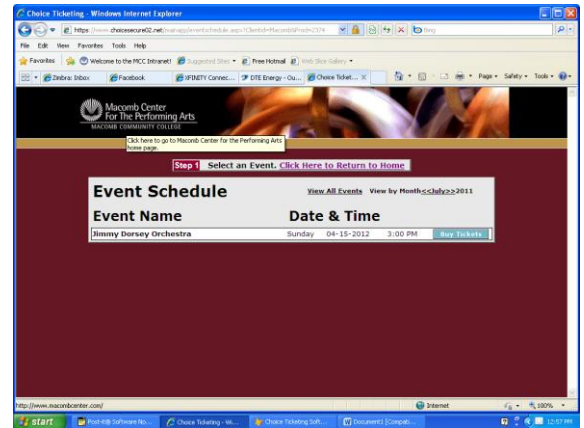 Choice Ticketing - Windows Internet Explorer
Bing
File Edit View Favorites Tools Help
Favorites Welcome to the MCC Intranet! Suggested Sites Free Hotmail Web Slice Gallery
Zimbra: Inbox Facebook XFINITY Connec... DTE Energy - Ou... Choice Ticket... Page Safety Tools
Macomb Center
For The Performing Arts
MACOMB COMMUNITY COLLEGE
Click here to go to Macomb Center for the Performing Arts
home page.
Step 1 Select an Event. Click Here to Return to Home
Event Schedule View All Events View by Month<<July>>2011
Event Name Date & Time
Jimmy Dorsey Orchestra Sunday 04-15-2012 3:00 PM Buy Tickets
http://www.macombcenter.com/ Internet 100%
start Post-it® Software No... Choice Ticketing - Wi... Choice Ticketing Soft... Document1 [Compati... 12:57 PM